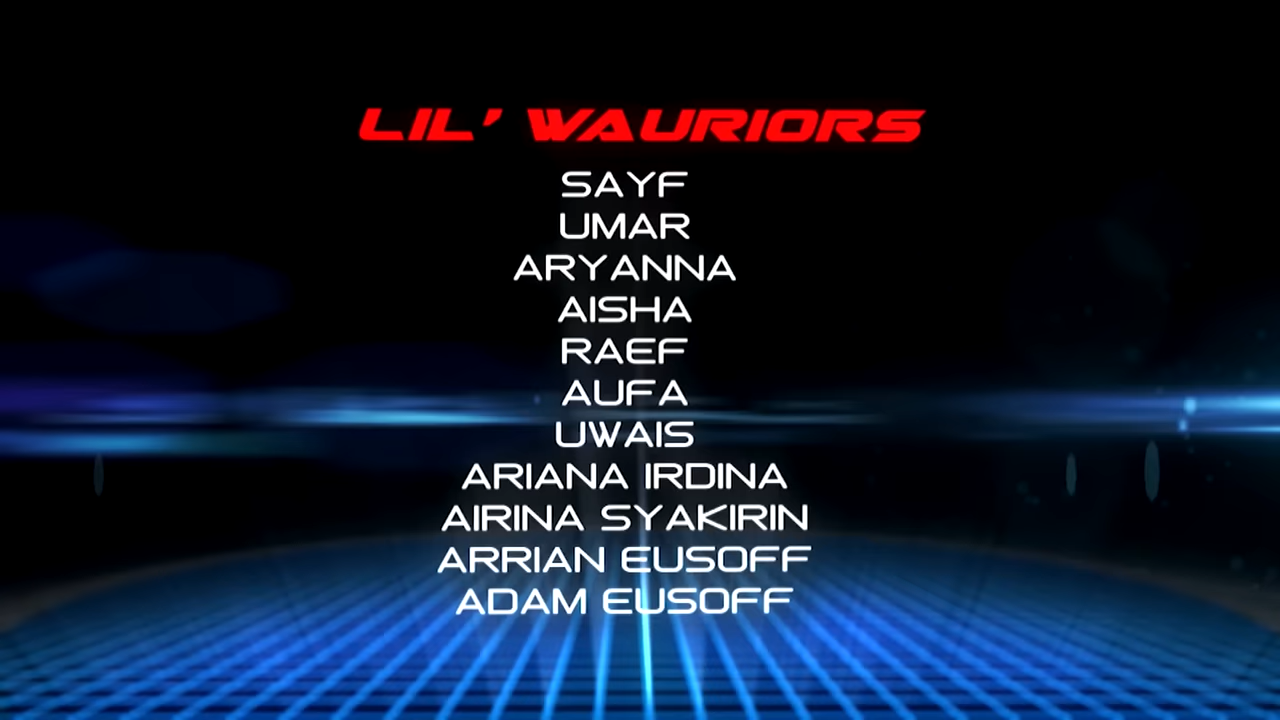 LIL' WAURIORS
SAYF
UMAR
ARYANNA
AISHA
RAEF
AUFA
UWAIS
ARIANA IRDINA
AIRINA SYAKIRIN
ARRIAN EUSOFF
ADAM EUSOFF